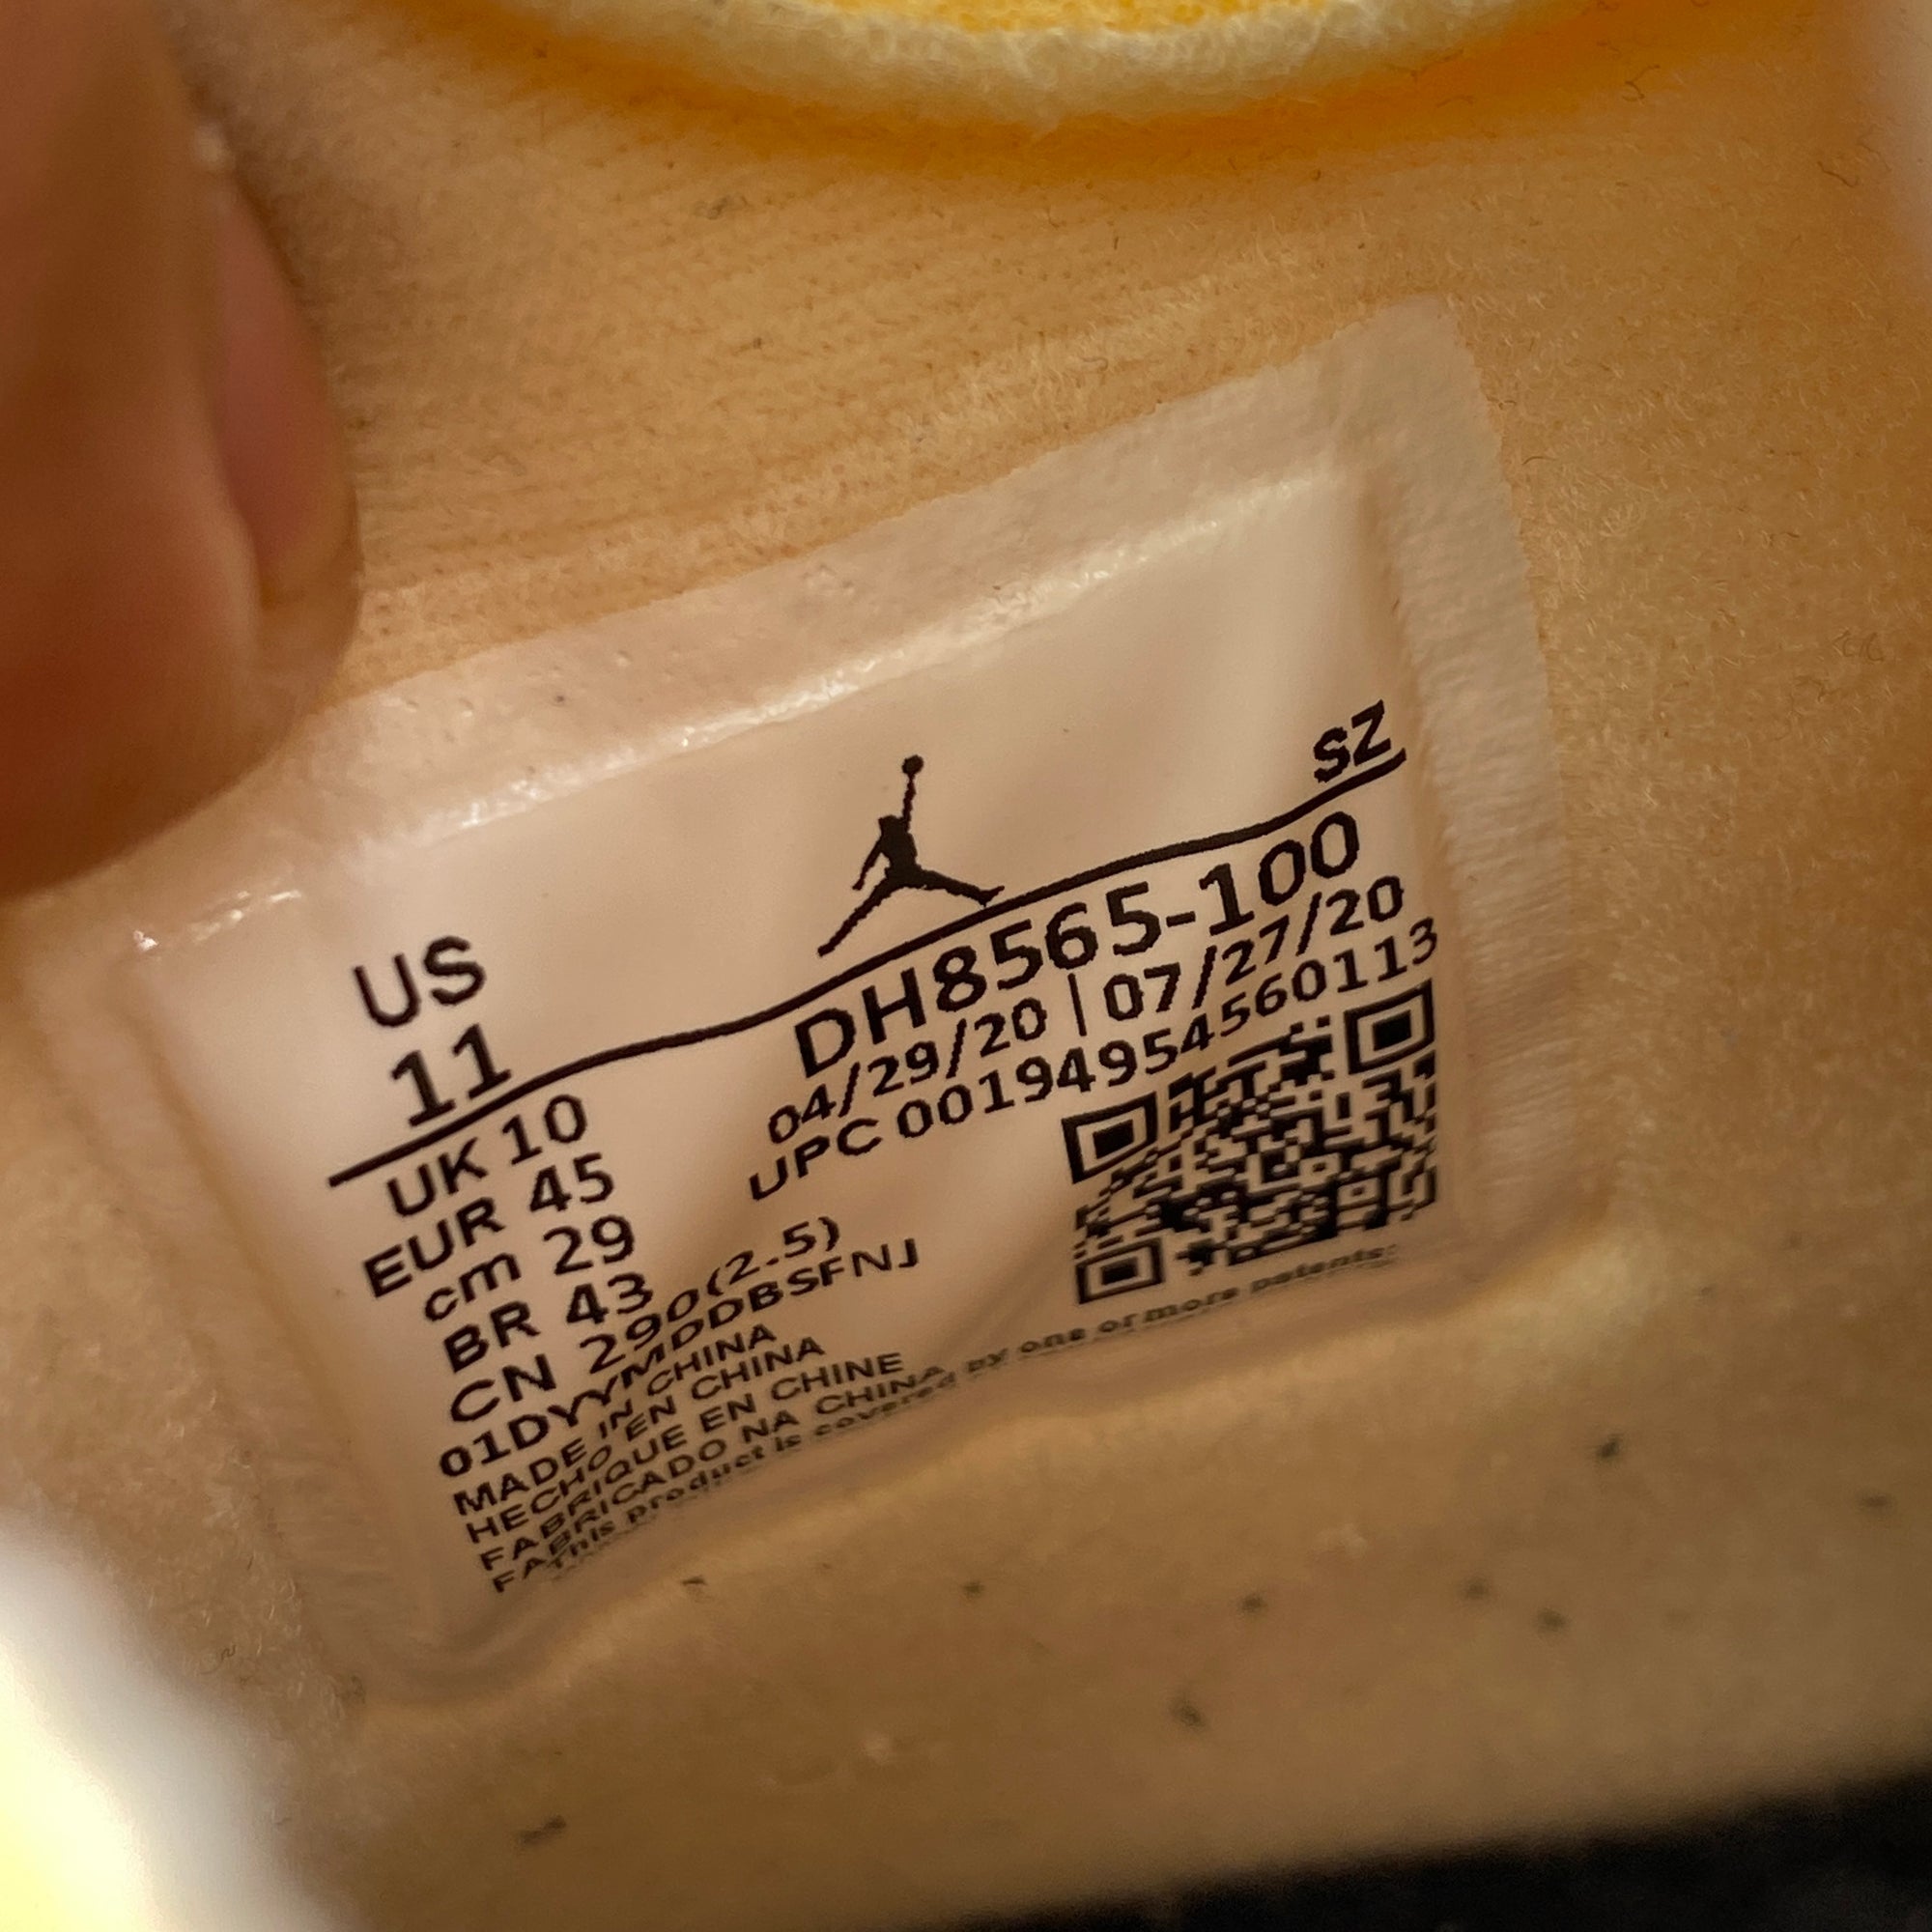 SZ
US
11
DH8565-100
04/29/20 | 07/27/20
UPC 00194954560113
UK 10
EUR 45
cm 29
BR 43
CN 290(2.5)
01DYYMDDBSFNJ
MADE IN CHINA
HECHO EN CHINA
FABRIQUE EN CHINE
FABRICADO NA CHINA
This product is covered by one or more patents: